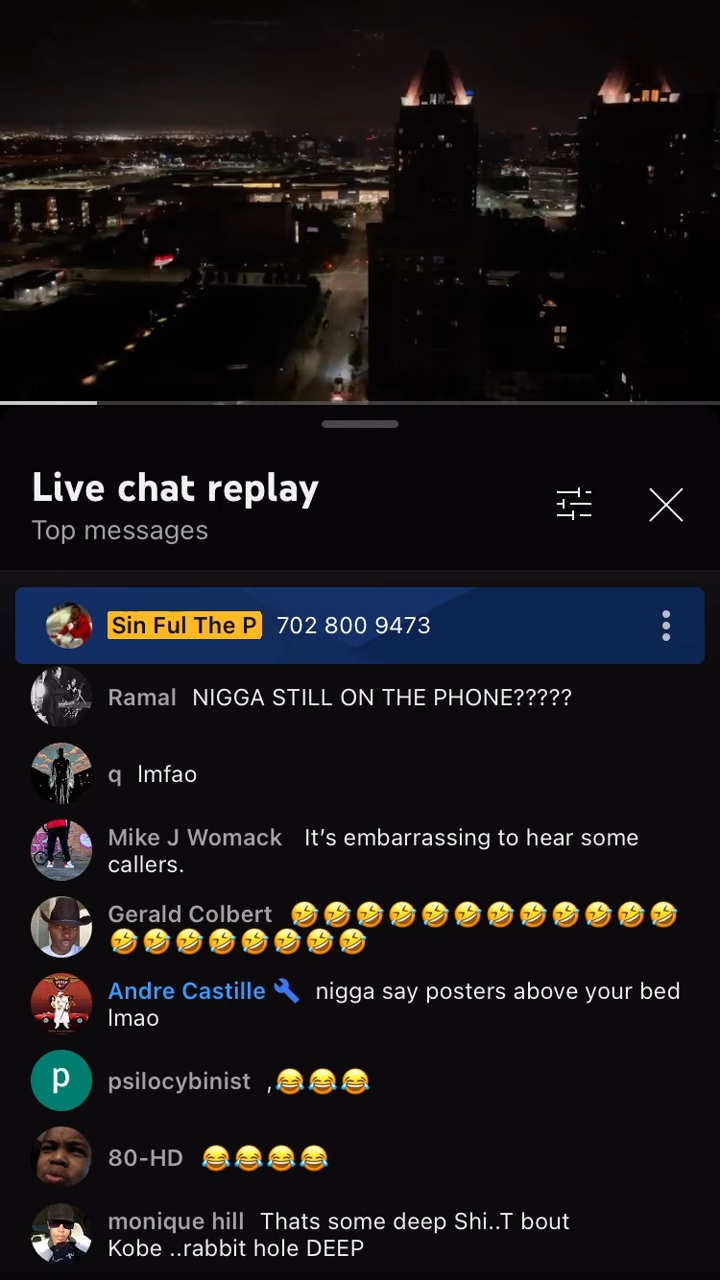 Live chat replay
Top messages
Sin Ful The P 702 800 9473
Ramal NIGGA STILL ON THE PHONE?????
q lmfao
Mike J Womack It’s embarrassing to hear some
callers.
Gerald Colbert 🤣🤣🤣🤣🤣🤣🤣🤣🤣🤣🤣🤣
🤣🤣🤣🤣🤣🤣🤣🤣
Andre Castille 🔧 nigga say posters above your bed
lmao
p
psilocybinist ,😂😂😂
80-HD 😂😂😂😂
monique hill Thats some deep Shi..T bout
Kobe ..rabbit hole DEEP